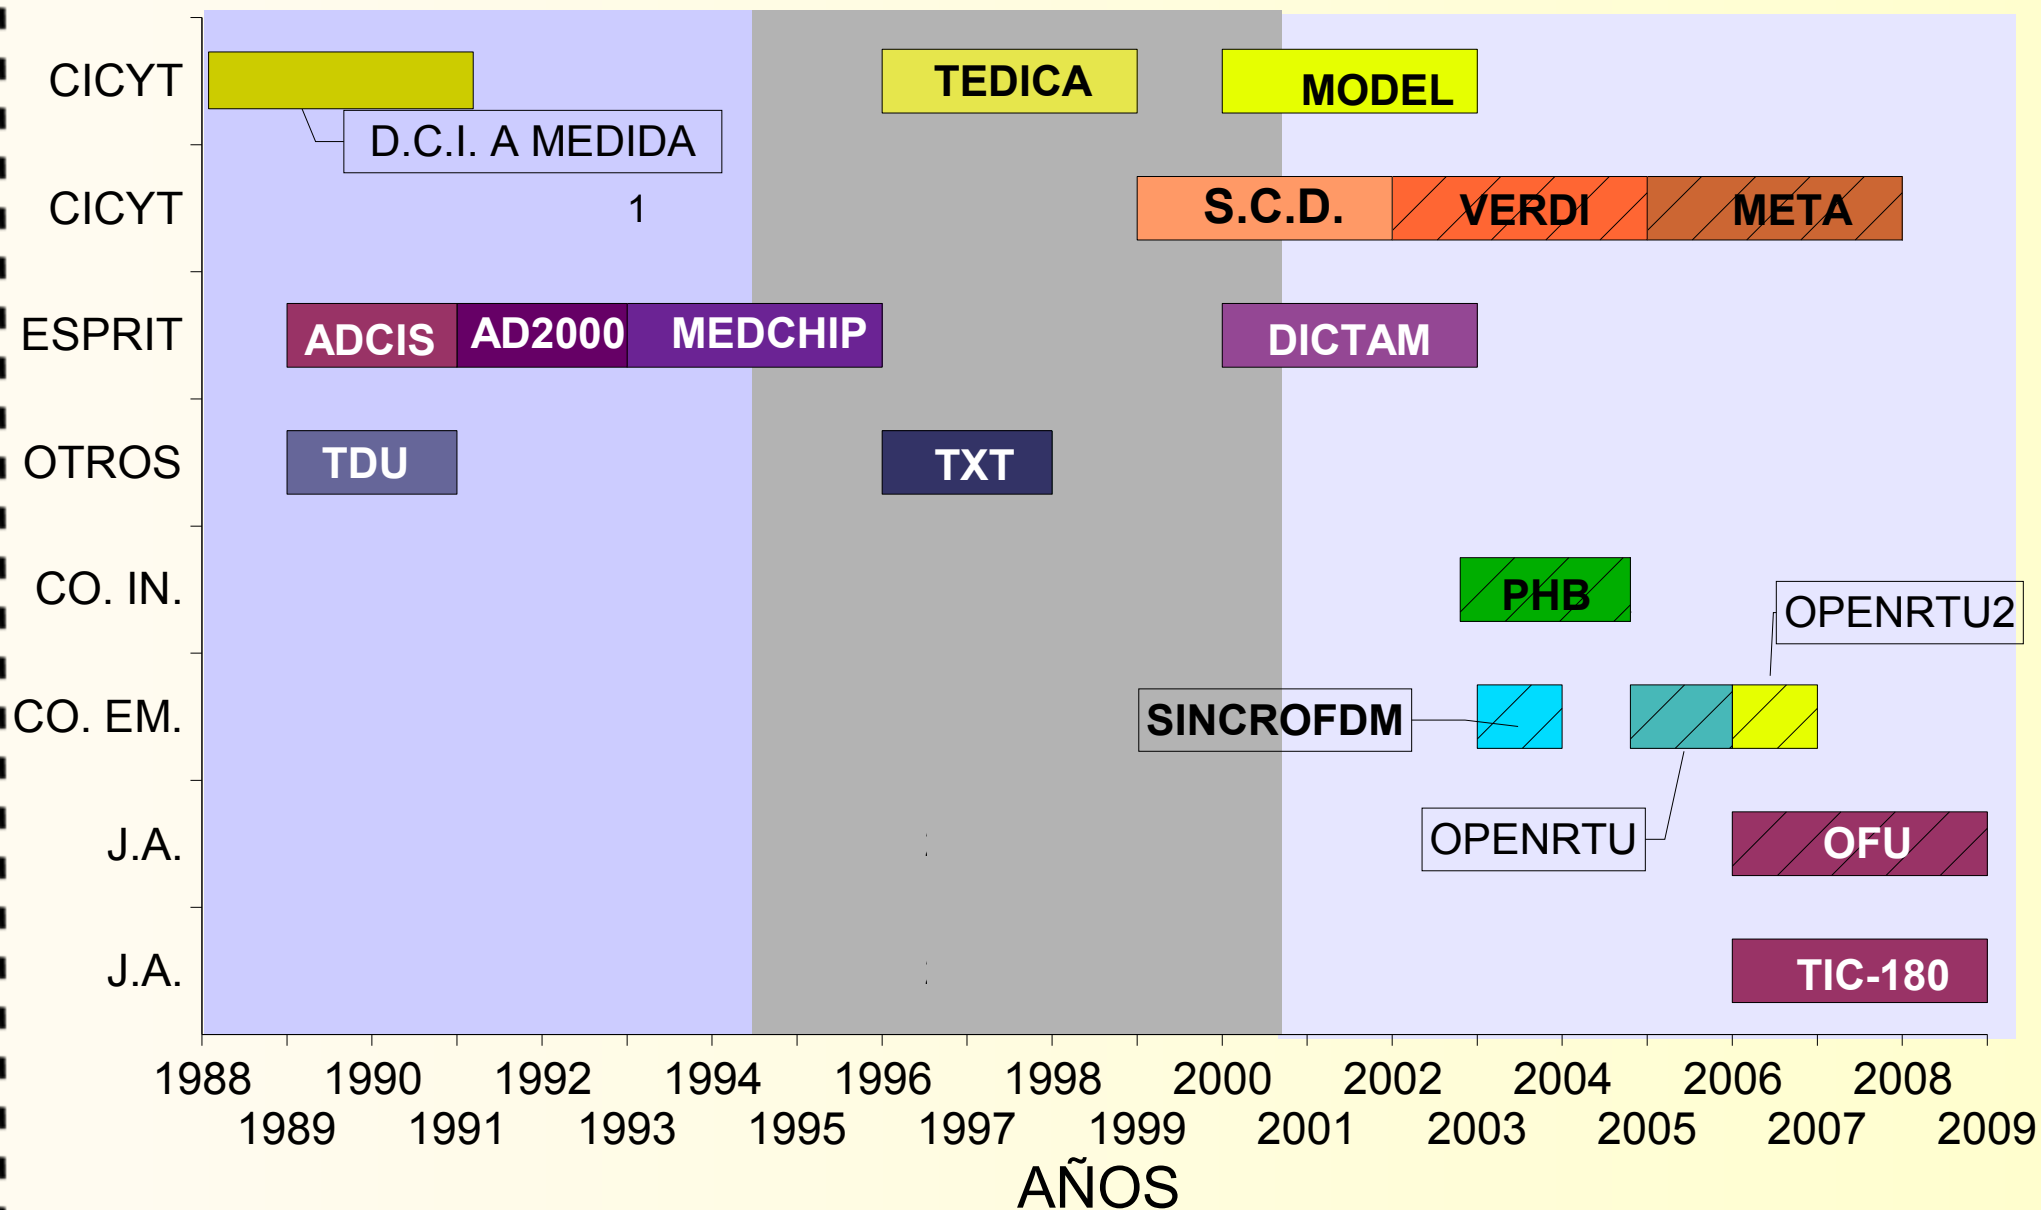 CICYT
TEDICA
MODEL
D.C.I. A MEDIDA
CICYT
1
S.C.D.
VERDI
META
ESPRIT
ADCIS
AD2000
MEDCHIP
DICTAM
OTROS
TDU
TXT
CO. IN.
PHB
OPENRTU2
CO. EM.
SINCROFDM
J.A.
OPENRTU
OFU
J.A.
TIC-180
1988 1990 1992 1994 1996 1998 2000 2002 2004 2006 2008
1989 1991 1993 1995 1997 1999 2001 2003 2005 2007 2009
AÑOS